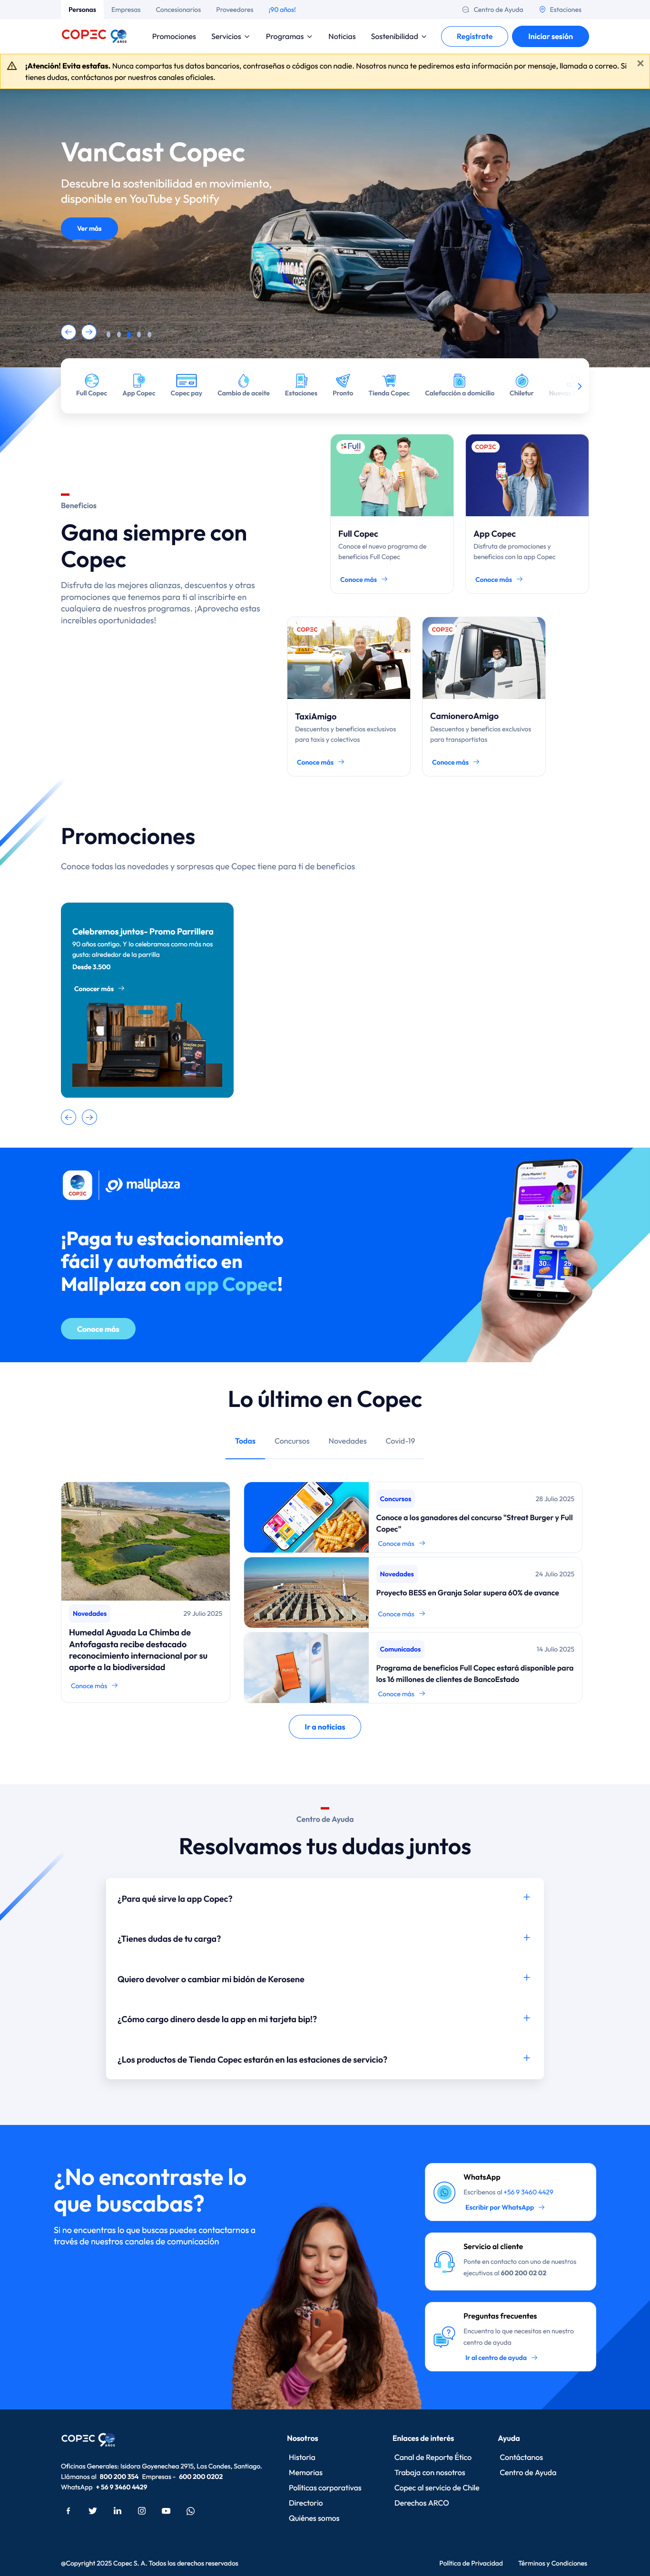 Personas
Empresas
Concesionarios
Proveedores
¡90 años!
Centro de Ayuda
Estaciones
COPEC 90 AÑOS
Promociones
Servicios
Programas
Noticias
Sostenibilidad
Regístrate
Iniciar sesión
¡Atención! Evita estafas. Nunca compartas tus datos bancarios, contraseñas o códigos con nadie. Nosotros nunca te pediremos esta información por mensaje, llamada o correo. Si
tienes dudas, contáctanos por nuestros canales oficiales.
VanCast Copec
Descubre la sostenibilidad en movimiento,
disponible en YouTube y Spotify
Ver más
VANCAST
Full Copec
App Copec
Copec pay
Cambio de aceite
Estaciones
Pronto
Tienda Copec
Calefacción a domicilio
Chiletur
Beneficios
Gana siempre con
Copec
Disfruta de las mejores alianzas, descuentos y otras
promociones que tenemos para ti al inscribirte en
cualquiera de nuestros programas. ¡Aprovecha estas
increíbles oportunidades!
Full
Full Copec
Conoce el nuevo programa de
beneficios Full Copec
Conoce más
COPEC
App Copec
Disfruta de promociones y
beneficios con la app Copec
Conoce más
COPEC
TAXI
TaxiAmigo
Descuentos y beneficios exclusivos
para taxis y colectivos
Conoce más
COPEC
CamioneroAmigo
Descuentos y beneficios exclusivos
para transportistas
Conoce más
Promociones
Conoce todas las novedades y sorpresas que Copec tiene para ti de beneficios
Celebremos juntos- Promo Parrillera
90 años contigo. Y lo celebramos como más nos
gusta: alrededor de la parrilla
Desde 3.500
Conocer más
COPEC
mallplaza
¡Paga tu estacionamiento
fácil y automático en
Mallplaza con app Copec!
Conoce más
Lo último en Copec
Todas
Concursos
Novedades
Covid-19
Novedades
29 Julio 2025
Humedal Aguada La Chimba de
Antofagasta recibe destacado
reconocimiento internacional por su
aporte a la biodiversidad
Conoce más
Concursos
28 Julio 2025
Conoce a los ganadores del concurso "Streat Burger y Full
Copec"
Conoce más
Novedades
24 Julio 2025
Proyecto BESS en Granja Solar supera 60% de avance
Conoce más
Comunicados
14 Julio 2025
Programa de beneficios Full Copec estará disponible para
los 16 millones de clientes de BancoEstado
Conoce más
Ir a noticias
Centro de Ayuda
Resolvamos tus dudas juntos
¿Para qué sirve la app Copec?
¿Tienes dudas de tu carga?
Quiero devolver o cambiar mi bidón de Kerosene
¿Cómo cargo dinero desde la app en mi tarjeta bip!?
¿Los productos de Tienda Copec estarán en las estaciones de servicio?
¿No encontraste lo
que buscabas?
Si no encuentras lo que buscas puedes contactarnos a
través de nuestros canales de comunicación
WhatsApp
Escríbenos al +56 9 3460 4429
Escribir por WhatsApp
Servicio al cliente
Ponte en contacto con uno de nuestros
ejecutivos al 600 200 02 02
Preguntas frecuentes
Encuentra lo que necesitas en nuestro
centro de ayuda
Ir al centro de ayuda
COPEC 90 AÑOS
Oficinas Generales: Isidora Goyenechea 2915, Las Condes, Santiago.
Llámanos al 800 200 354 Empresas - 600 200 0202
WhatsApp + 56 9 3460 4429
Nosotros
Historia
Memorias
Políticas corporativas
Directorio
Quiénes somos
Enlaces de interés
Canal de Reporte Ético
Trabaja con nosotros
Copec al servicio de Chile
Derechos ARCO
Ayuda
Contáctanos
Centro de Ayuda
@Copyright 2025 Copec S. A. Todos los derechos reservados
Política de Privacidad
Términos y Condiciones